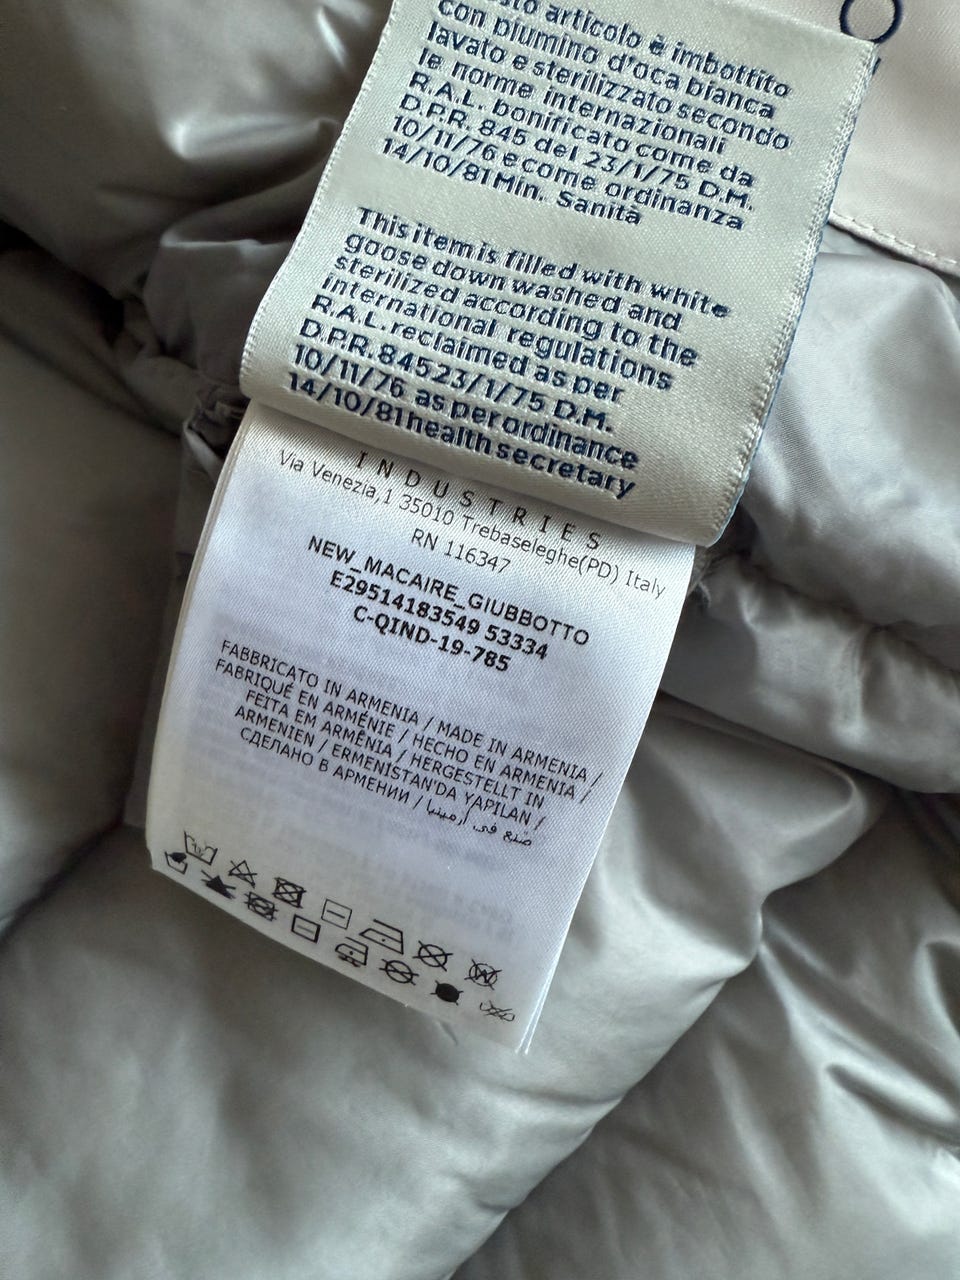 sto articolo è imbottito
con piumino d'oca bianca
lavato e sterilizzato secondo
le norme internazionali
R.A.L. bonificato come da
D.P.R. 845 del 23/1/75 D.M.
10/11/76 e come ordinanza
14/10/81 Min. Sanità
This item is filled with white
goose down washed and
sterilized according to the
international regulations
R.A.L. reclaimed as per
D.P.R. 84523/1/75 D.M.
10/11/76 as per ordinance
14/10/81 health secretary
INDUSTRIES
Via Venezia,1 35010 Trebaseleghe(PD) Italy
RN 116347
NEW_MACAIRE_GIUBBOTTO
E29514183549 53334
C-QIND-19-785
FABBRICATO IN ARMENIA / MADE IN ARMENIA /
FABRIQUÉ EN ARMÉNIE / HECHO EN ARMENIA /
FEITA EM ARMÊNIA / HERGESTELLT IN
ARMENIEN / ERMENISTAN'DA YAPILAN /
СДЕЛАНО В АРМЕНИИ / صنع في أرمينيا